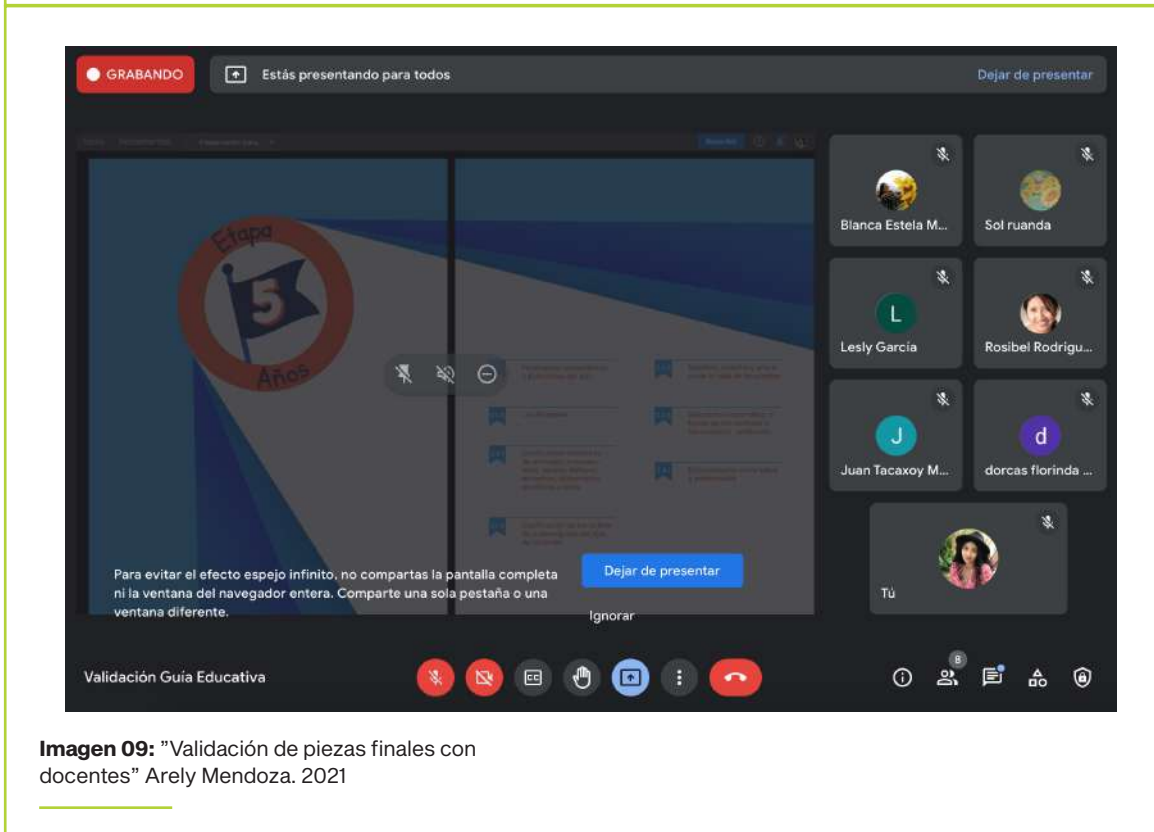 GRABANDO
Estás presentando para todos
Dejar de presentar
Etapa
5
Años
Blanca Estela M...
Sol ruanda
L
Lesly García
Rosibel Rodrigu...
J
Juan Tacaxoy M...
d
dorcas florinda ...
Tú
Para evitar el efecto espejo infinito, no compartas la pantalla completa
ni la ventana del navegador entera. Comparte una sola pestaña o una
ventana diferente.
Dejar de presentar
Ignorar
Validación Guía Educativa
CC
8
Imagen 09: "Validación de piezas finales con
docentes" Arely Mendoza. 2021